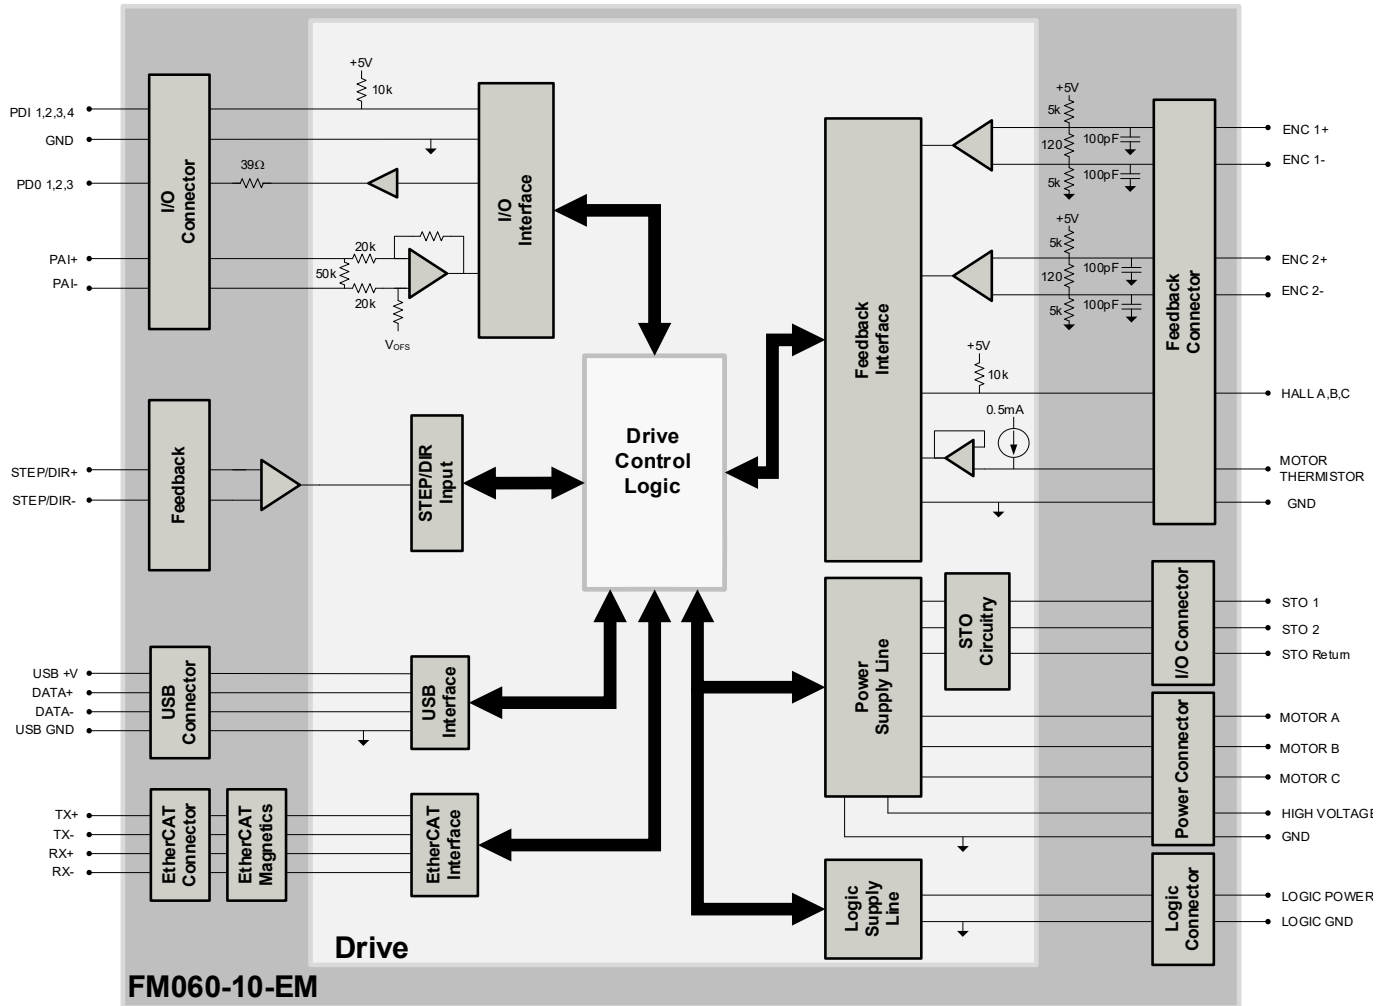 PDI 1,2,3,4
GND
PD0 1,2,3
PAI+
PAI-
I/O
Connector
+5V
10k
39Ω
20k
50k
20k
VOFS
I/O
Interface
STEP/DIR+
STEP/DIR-
Feedback
STEP/DIR
Input
Drive
Control
Logic
USB +V
DATA+
DATA-
USB GND
USB
Connector
USB
Interface
TX+
TX-
RX+
RX-
EtherCAT
Connector
EtherCAT
Magnetics
EtherCAT
Interface
Feedback
Interface
+5V
5k
120
5k
100pF
100pF
+5V
5k
120
5k
100pF
100pF
+5V
10k
0.5mA
Feedback
Connector
ENC 1+
ENC 1-
ENC 2+
ENC 2-
HALL A,B,C
MOTOR
THERMISTOR
GND
Power
Supply Line
STO
Circuitry
I/O Connector
STO 1
STO 2
STO Return
Power Connector
MOTOR A
MOTOR B
MOTOR C
HIGH VOLTAGE
GND
Logic
Supply
Line
Logic
Connector
LOGIC POWER
LOGIC GND
Drive
FM060-10-EM